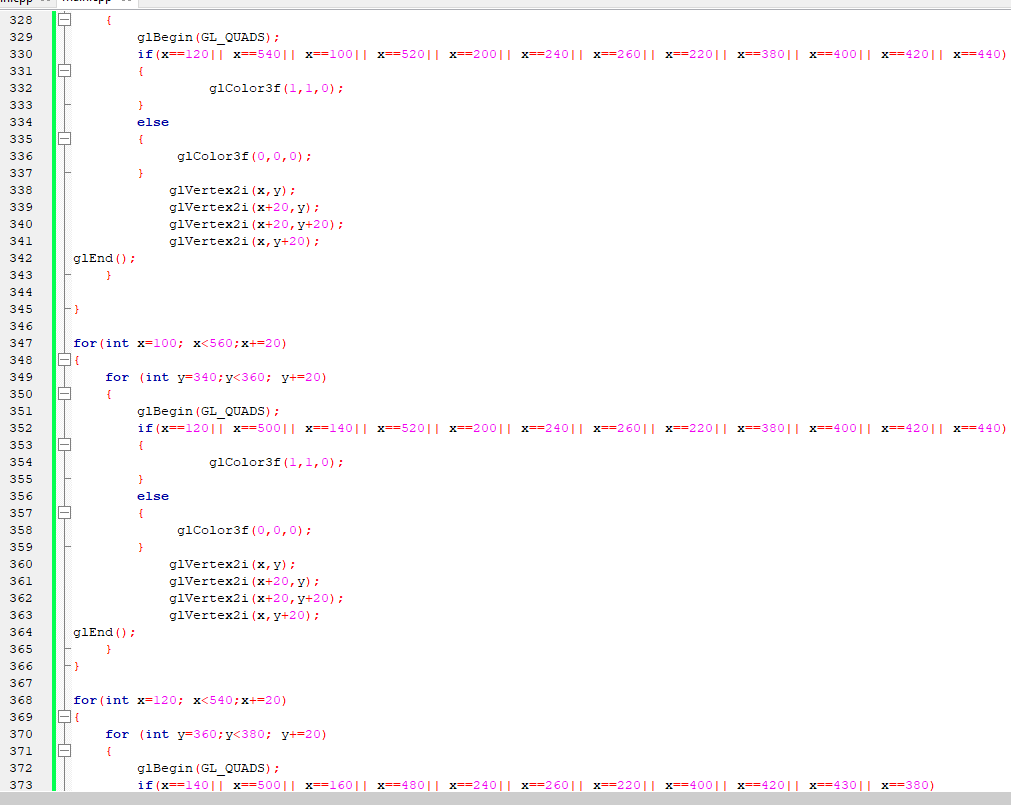 328 {
329 glBegin(GL_QUADS);
330 if(x==120|| x==540|| x==100|| x==520|| x==200|| x==240|| x==260|| x==220|| x==380|| x==400|| x==420|| x==440)
331 {
332 glColor3f(1,1,0);
333 }
334 else
335 {
336 glColor3f(0,0,0);
337 }
338 glVertex2i(x,y);
339 glVertex2i(x+20,y);
340 glVertex2i(x+20,y+20);
341 glVertex2i(x,y+20);
342 glEnd();
343 }
344
345 }
346
347 for(int x=100; x<560;x+=20)
348 {
349 for (int y=340;y<360; y+=20)
350 {
351 glBegin(GL_QUADS);
352 if(x==120|| x==500|| x==140|| x==520|| x==200|| x==240|| x==260|| x==220|| x==380|| x==400|| x==420|| x==440)
353 {
354 glColor3f(1,1,0);
355 }
356 else
357 {
358 glColor3f(0,0,0);
359 }
360 glVertex2i(x,y);
361 glVertex2i(x+20,y);
362 glVertex2i(x+20,y+20);
363 glVertex2i(x,y+20);
364 glEnd();
365 }
366 }
367
368 for(int x=120; x<540;x+=20)
369 {
370 for (int y=360;y<380; y+=20)
371 {
372 glBegin(GL_QUADS);
373 if(x==140|| x==500|| x==160|| x==480|| x==240|| x==260|| x==220|| x==400|| x==420|| x==430|| x==380)